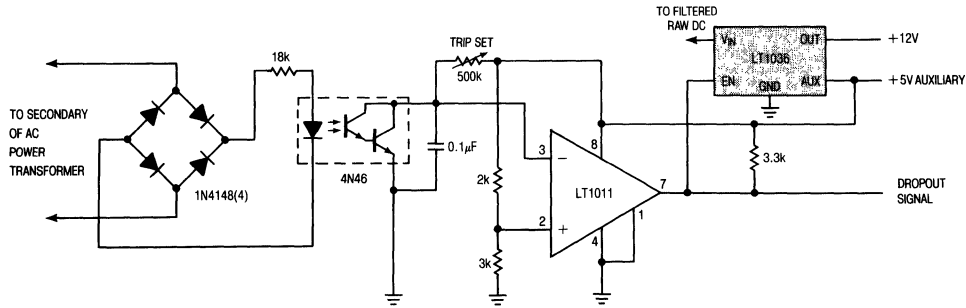 TO FILTERED
RAW DC
VIN
OUT
+12V
LT1035
EN
GND
AUX
+5V AUXILIARY
TRIP SET
500k
18k
TO SECONDARY
OF AC
POWER
TRANSFORMER
1N4148(4)
4N46
0.1μF
2k
3k
3
−
8
LT1011
7
2
+
1
4
3.3k
DROPOUT
SIGNAL